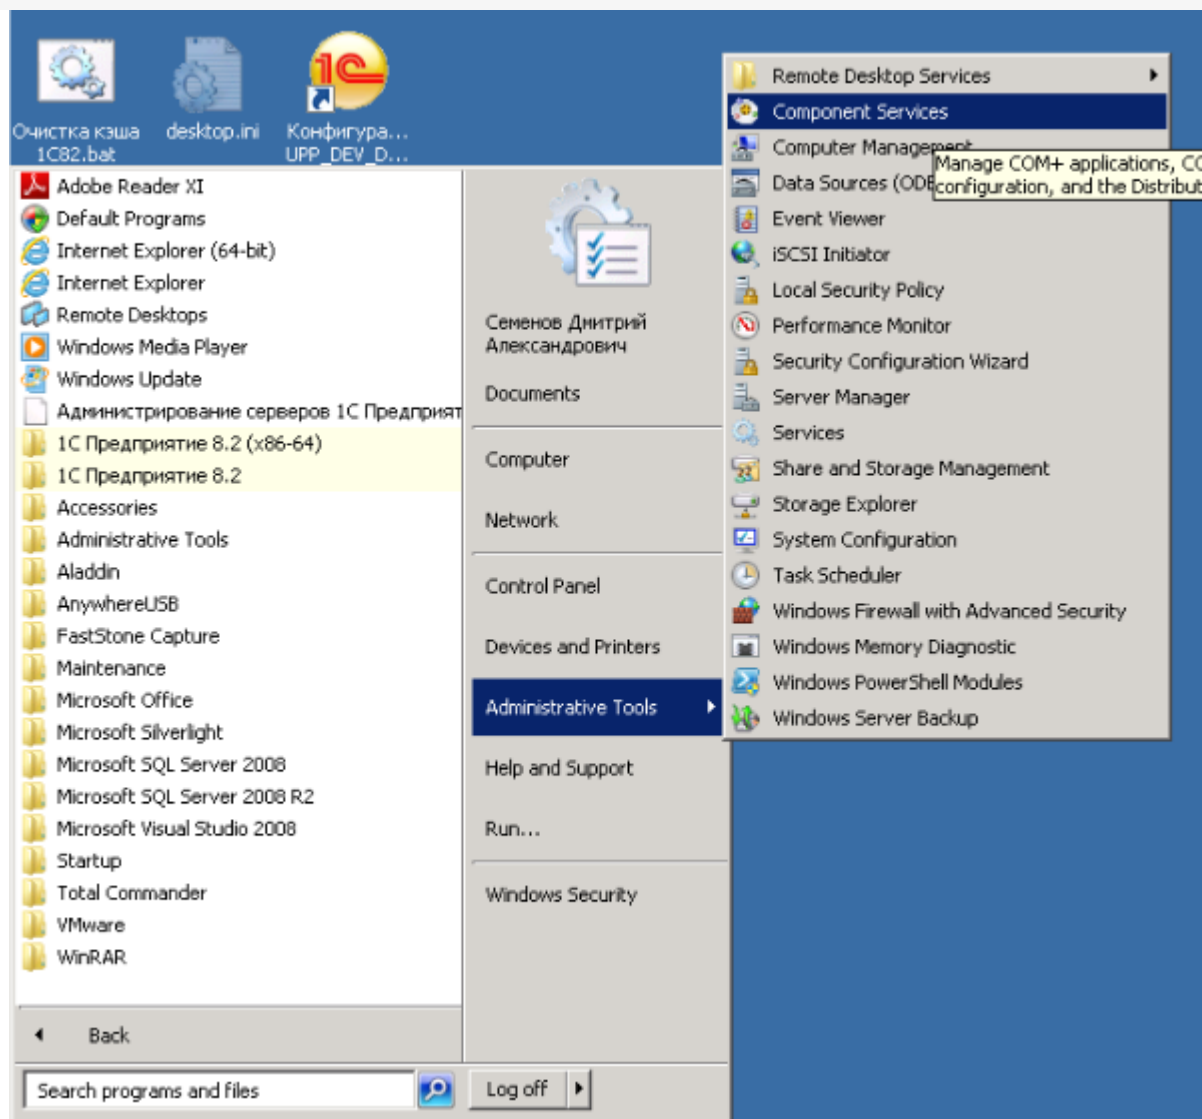 Очистка кэша
1C82.bat
desktop.ini
Конфигура...
UPP_DEV_D...
Adobe Reader XI
Default Programs
Internet Explorer (64-bit)
Internet Explorer
Remote Desktops
Windows Media Player
Windows Update
Администрирование серверов 1С Предприят
1С Предприятие 8.2 (x86-64)
1С Предприятие 8.2
Accessories
Administrative Tools
Aladdin
AnywhereUSB
FastStone Capture
Maintenance
Microsoft Office
Microsoft Silverlight
Microsoft SQL Server 2008
Microsoft SQL Server 2008 R2
Microsoft Visual Studio 2008
Startup
Total Commander
VMware
WinRAR
Back
Search programs and files
Семенов Дмитрий
Александрович
Documents
Computer
Network
Control Panel
Devices and Printers
Administrative Tools
Help and Support
Run...
Windows Security
Log off
Remote Desktop Services
Component Services
Computer Management
Manage COM+ applications, CO
configuration, and the Distribut
Data Sources (ODB
Event Viewer
iSCSI Initiator
Local Security Policy
Performance Monitor
Security Configuration Wizard
Server Manager
Services
Share and Storage Management
Storage Explorer
System Configuration
Task Scheduler
Windows Firewall with Advanced Security
Windows Memory Diagnostic
Windows PowerShell Modules
Windows Server Backup